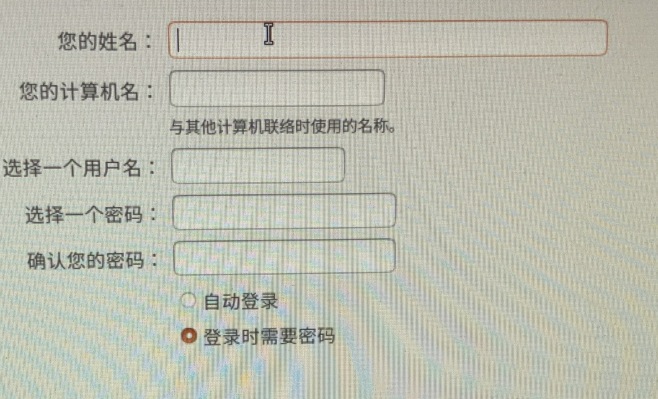 您的姓名：
您的计算机名：
与其他计算机联络时使用的名称。
选择一个用户名：
选择一个密码：
确认您的密码：
自动登录
登录时需要密码